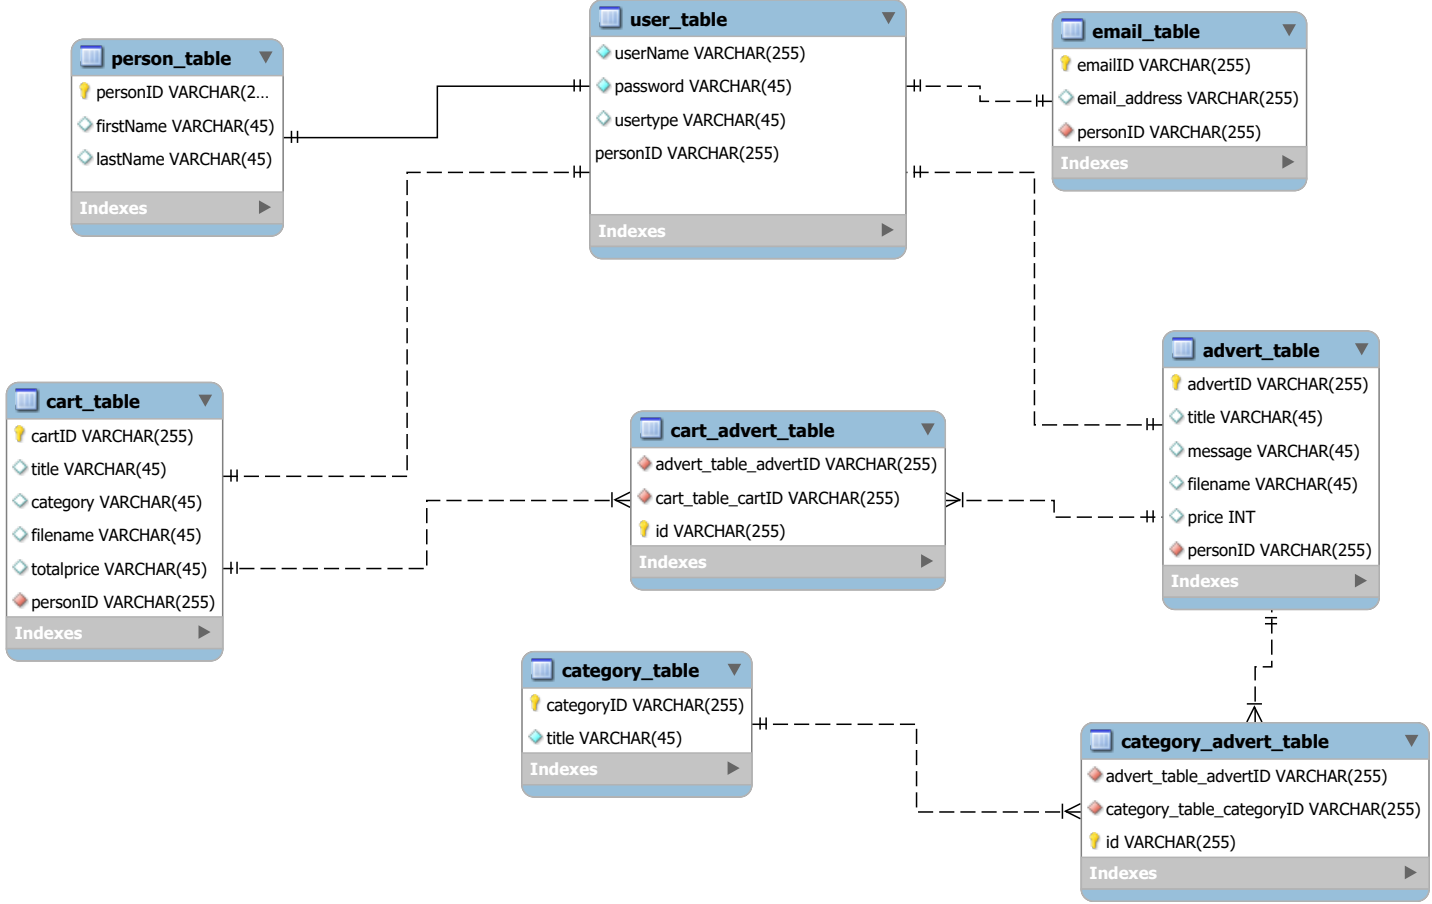 person_table
personID VARCHAR(2...
firstName VARCHAR(45)
lastName VARCHAR(45)
Indexes
user_table
userName VARCHAR(255)
password VARCHAR(45)
usertype VARCHAR(45)
personID VARCHAR(255)
Indexes
email_table
emailID VARCHAR(255)
email_address VARCHAR(255)
personID VARCHAR(255)
Indexes
cart_table
cartID VARCHAR(255)
title VARCHAR(45)
category VARCHAR(45)
filename VARCHAR(45)
totalprice VARCHAR(45)
personID VARCHAR(255)
Indexes
cart_advert_table
advert_table_advertID VARCHAR(255)
cart_table_cartID VARCHAR(255)
id VARCHAR(255)
Indexes
advert_table
advertID VARCHAR(255)
title VARCHAR(45)
message VARCHAR(45)
filename VARCHAR(45)
price INT
personID VARCHAR(255)
Indexes
category_table
categoryID VARCHAR(255)
title VARCHAR(45)
Indexes
category_advert_table
advert_table_advertID VARCHAR(255)
category_table_categoryID VARCHAR(255)
id VARCHAR(255)
Indexes